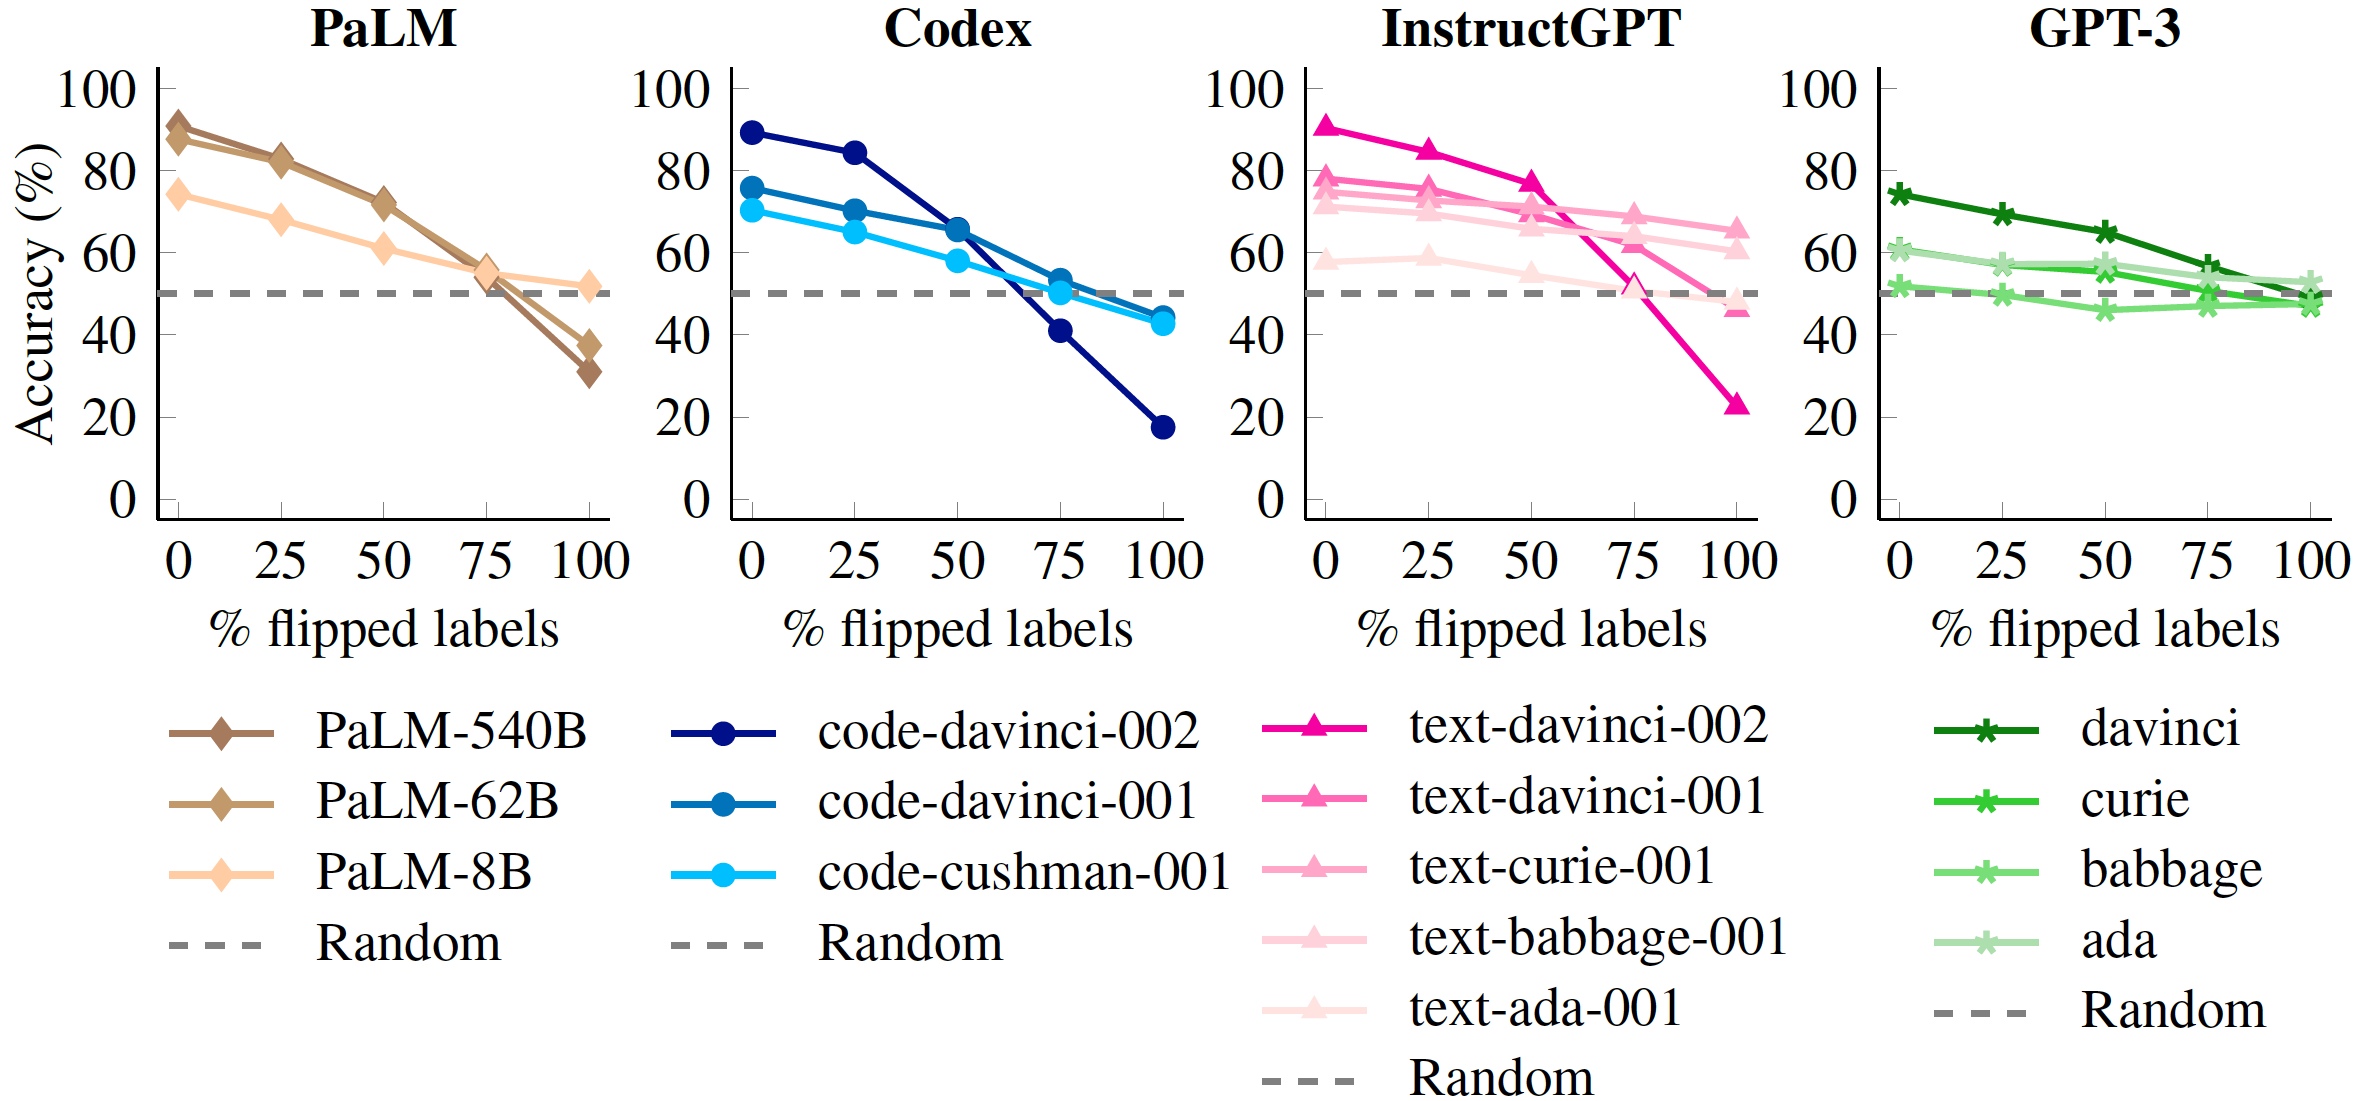 PaLM
Codex
InstructGPT
GPT-3
Accuracy (%)
100
80
60
40
20
0
0 25 50 75 100
% flipped labels
100
80
60
40
20
0
0 25 50 75 100
% flipped labels
100
80
60
40
20
0
0 25 50 75 100
% flipped labels
100
80
60
40
20
0
0 25 50 75 100
% flipped labels
PaLM-540B
PaLM-62B
PaLM-8B
Random
code-davinci-002
code-davinci-001
code-cushman-001
Random
text-davinci-002
text-davinci-001
text-curie-001
text-babbage-001
text-ada-001
Random
davinci
curie
babbage
ada
Random